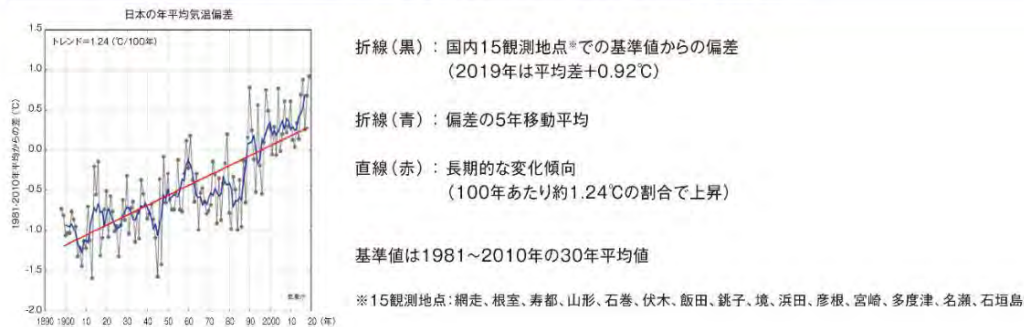 日本の年平均気温偏差
トレンド=1.24 (℃/100年)
1981-2010年平均からの差 (℃)
1.5
1.0
0.5
0.0
-0.5
-1.0
-1.5
-2.0
1890 1900 10 20 30 40 50 60 70 80 90 2000 10 20 (年)
気象庁
折線(黒) : 国内15観測地点※での基準値からの偏差
(2019年は平均差+0.92℃)
折線(青) : 偏差の5年移動平均
直線(赤) : 長期的な変化傾向
(100年あたり約1.24℃の割合で上昇)
基準値は1981〜2010年の30年平均値
※15観測地点:網走、根室、寿都、山形、石巻、伏木、飯田、銚子、境、浜田、彦根、宮崎、多度津、名瀬、石垣島